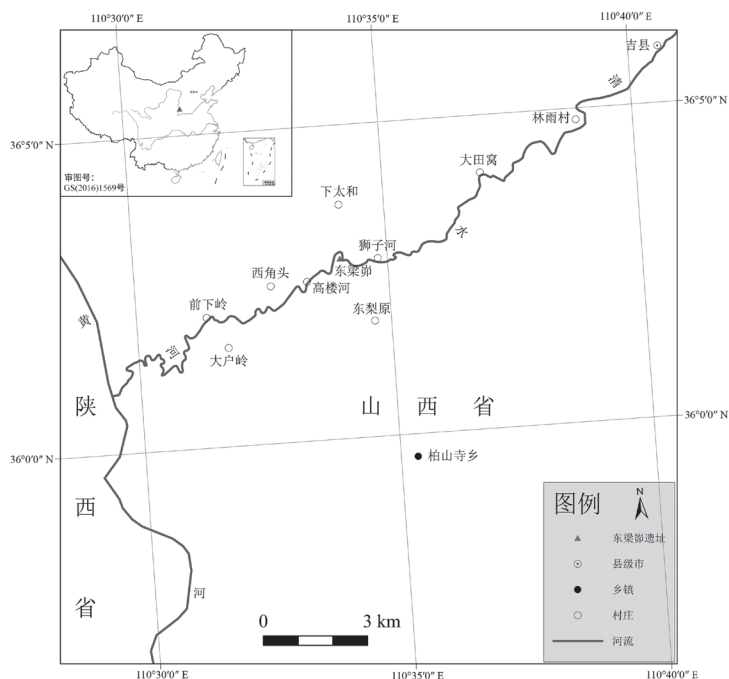 110°30′0″ E
110°35′0″ E
110°40′0″ E
吉县
清
36°5′0″ N
林雨村
36°5′0″ N
大田窝
审图号：
GS(2016)1569号
下太和
水
狮子河
东梁峁
西角头
高楼河
前下岭
东梨原
黄
河
大户岭
陕
西
省
山西省
36°0′0″ N
36°0′0″ N
柏山寺乡
图例
N
东梁峁遗址
县级市
乡镇
村庄
河流
河
0 3 km
110°30′0″ E
110°35′0″ E
110°40′0″ E